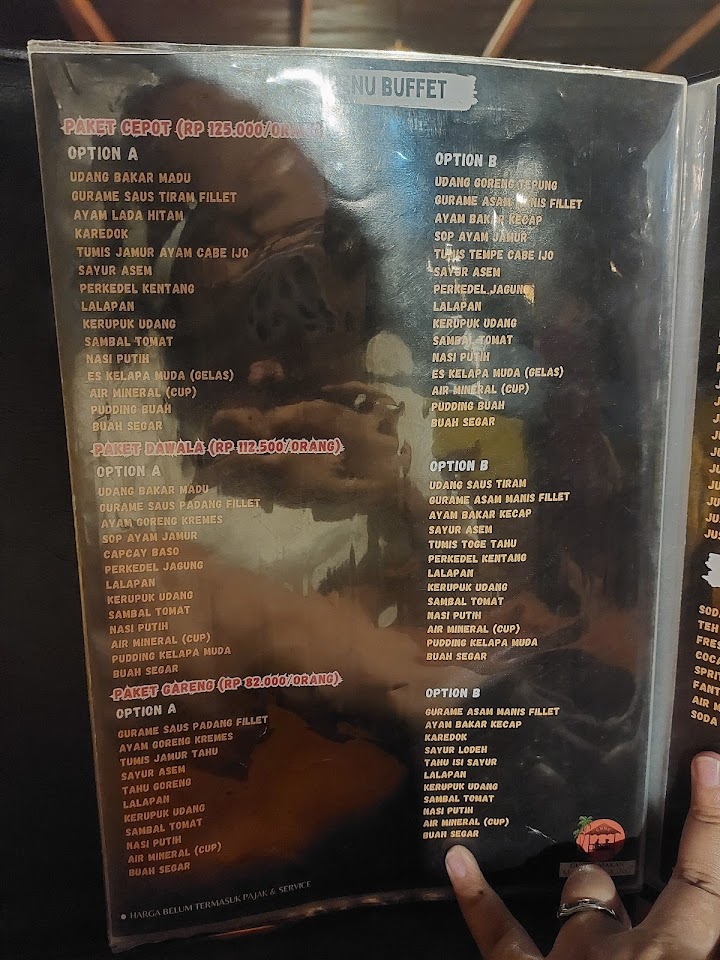 MENU BUFFET
PAKET CEPOT (RP 125.000/ORANG)
OPTION A
UDANG BAKAR MADU
GURAME SAUS TIRAM FILLET
AYAM LADA HITAM
KAREDOK
TUMIS JAMUR AYAM CABE IJO
SAYUR ASEM
PERKEDEL KENTANG
LALAPAN
KERUPUK UDANG
SAMBAL TOMAT
NASI PUTIH
ES KELAPA MUDA (GELAS)
AIR MINERAL (CUP)
PUDDING BUAH
BUAH SEGAR
OPTION B
UDANG GORENG TEPUNG
GURAME ASAM MANIS FILLET
AYAM BAKAR KECAP
SOP AYAM JAMUR
TUMIS TEMPE CABE IJO
SAYUR ASEM
PERKEDEL JAGUNG
LALAPAN
KERUPUK UDANG
SAMBAL TOMAT
NASI PUTIH
ES KELAPA MUDA (GELAS)
AIR MINERAL (CUP)
PUDDING BUAH
BUAH SEGAR
PAKET DAWALA (RP 112.500/ORANG)
OPTION A
UDANG BAKAR MADU
GURAME SAUS PADANG FILLET
AYAM GORENG KREMES
SOP AYAM JAMUR
CAPCAY BASO
PERKEDEL JAGUNG
LALAPAN
KERUPUK UDANG
SAMBAL TOMAT
NASI PUTIH
AIR MINERAL (CUP)
PUDDING KELAPA MUDA
BUAH SEGAR
OPTION B
UDANG SAUS TIRAM
GURAME ASAM MANIS FILLET
AYAM BAKAR KECAP
SAYUR ASEM
TUMIS TOGE TAHU
PERKEDEL KENTANG
LALAPAN
KERUPUK UDANG
SAMBAL TOMAT
NASI PUTIH
AIR MINERAL (CUP)
PUDDING KELAPA MUDA
BUAH SEGAR
PAKET GARENG (RP 82.000/ORANG)
OPTION A
GURAME SAUS PADANG FILLET
AYAM GORENG KREMES
TUMIS JAMUR TAHU
SAYUR ASEM
TAHU GORENG
LALAPAN
KERUPUK UDANG
SAMBAL TOMAT
NASI PUTIH
AIR MINERAL (CUP)
BUAH SEGAR
OPTION B
GURAME ASAM MANIS FILLET
AYAM BAKAR KECAP
KAREDOK
SAYUR LODEH
TAHU ISI SAYUR
LALAPAN
KERUPUK UDANG
SAMBAL TOMAT
NASI PUTIH
AIR MINERAL (CUP)
BUAH SEGAR
• HARGA BELUM TERMASUK PAJAK & SERVICE
SODA
TEH
FRES
COCA
SPRIT
FANT
AIR M
SODA